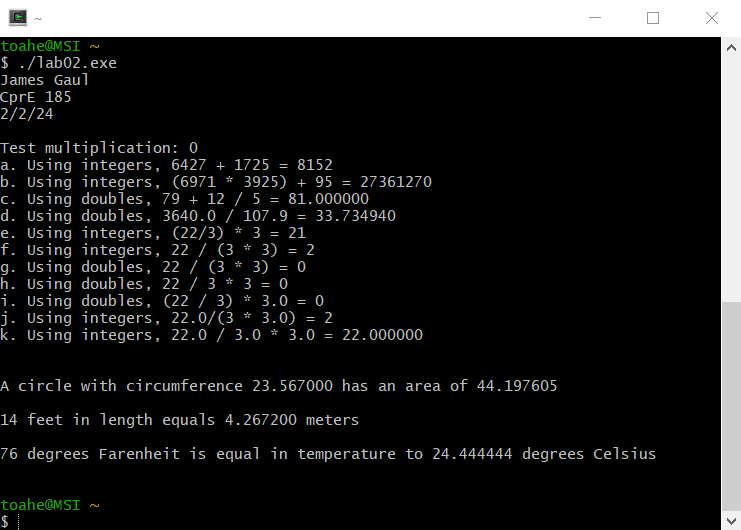 ~
toahe@MSI ~
$ ./lab02.exe
James Gaul
CprE 185
2/2/24
Test multiplication: 0
a. Using integers, 6427 + 1725 = 8152
b. Using integers, (6971 * 3925) + 95 = 27361270
c. Using doubles, 79 + 12 / 5 = 81.000000
d. Using doubles, 3640.0 / 107.9 = 33.734940
e. Using integers, (22/3) * 3 = 21
f. Using integers, 22 / (3 * 3) = 2
g. Using doubles, 22 / (3 * 3) = 0
h. Using doubles, 22 / 3 * 3 = 0
i. Using doubles, (22 / 3) * 3.0 = 0
j. Using integers, 22.0/(3 * 3.0) = 2
k. Using integers, 22.0 / 3.0 * 3.0 = 22.000000
A circle with circumference 23.567000 has an area of 44.197605
14 feet in length equals 4.267200 meters
76 degrees Farenheit is equal in temperature to 24.444444 degrees Celsius
toahe@MSI ~
$